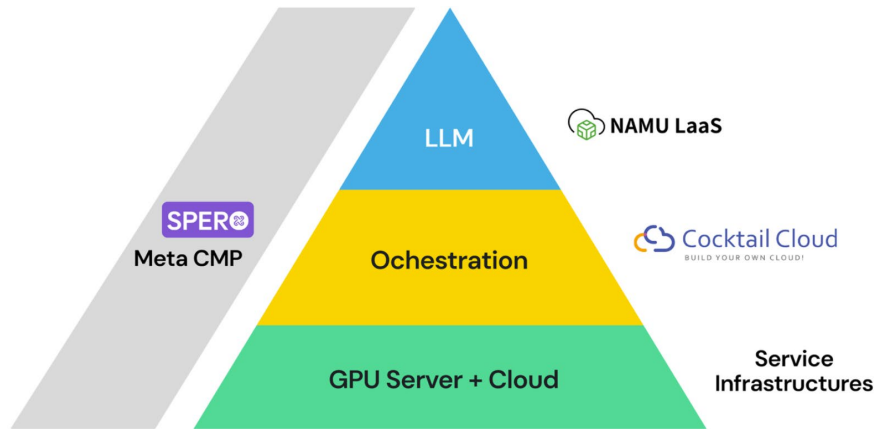 LLM
NAMU LaaS
SPERO
Meta CMP
Ochestration
Cocktail Cloud
BUILD YOUR OWN CLOUD!
GPU Server + Cloud
Service
Infrastructures